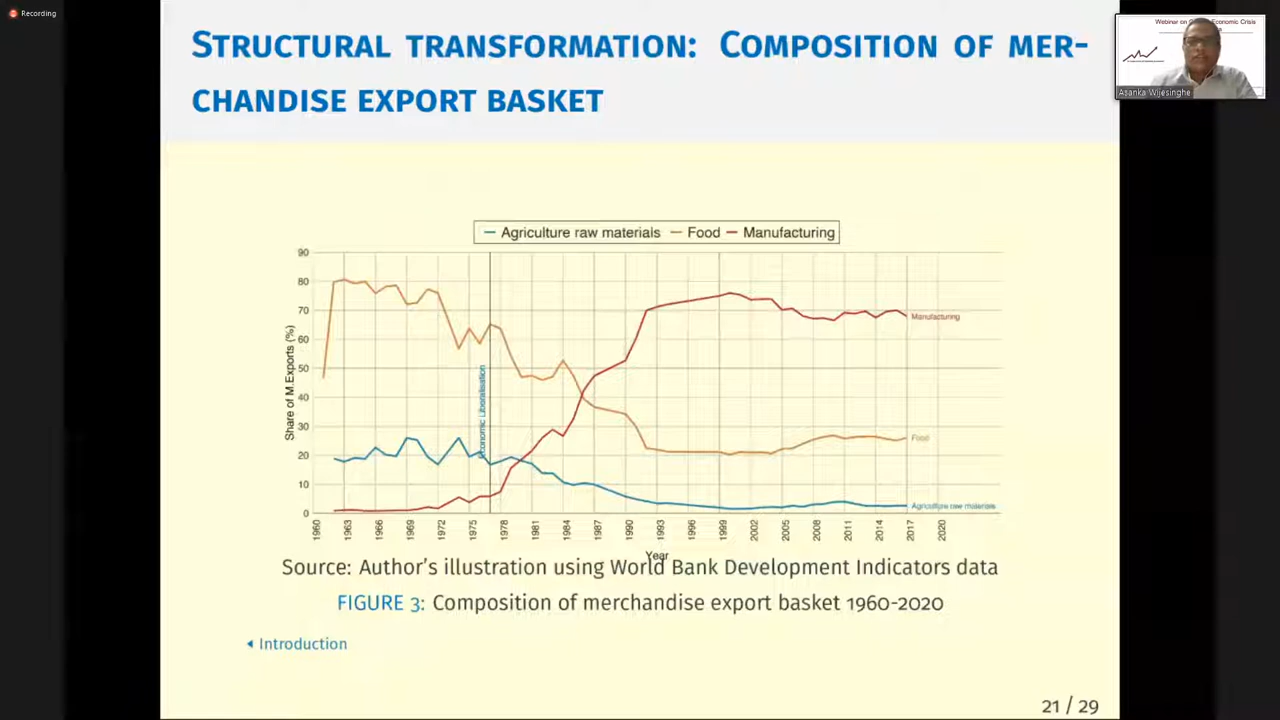 Recording
STRUCTURAL TRANSFORMATION: COMPOSITION OF MER-
CHANDISE EXPORT BASKET
Webinar on Economic Crisis
Asanka Wijesinghe
Agriculture raw materials Food Manufacturing
90
80
70
60
50
40
30
20
10
0
Share of M.Exports (%)
Economic Liberalisation
Manufacturing
Food
Agriculture raw materials
1960 1963 1966 1969 1972 1975 1978 1981 1984 1987 1990 1993 1996 1999 2002 2005 2008 2011 2014 2017 2020
Year
Source: Author's illustration using World Bank Development Indicators data
FIGURE 3: Composition of merchandise export basket 1960-2020
Introduction
21 / 29